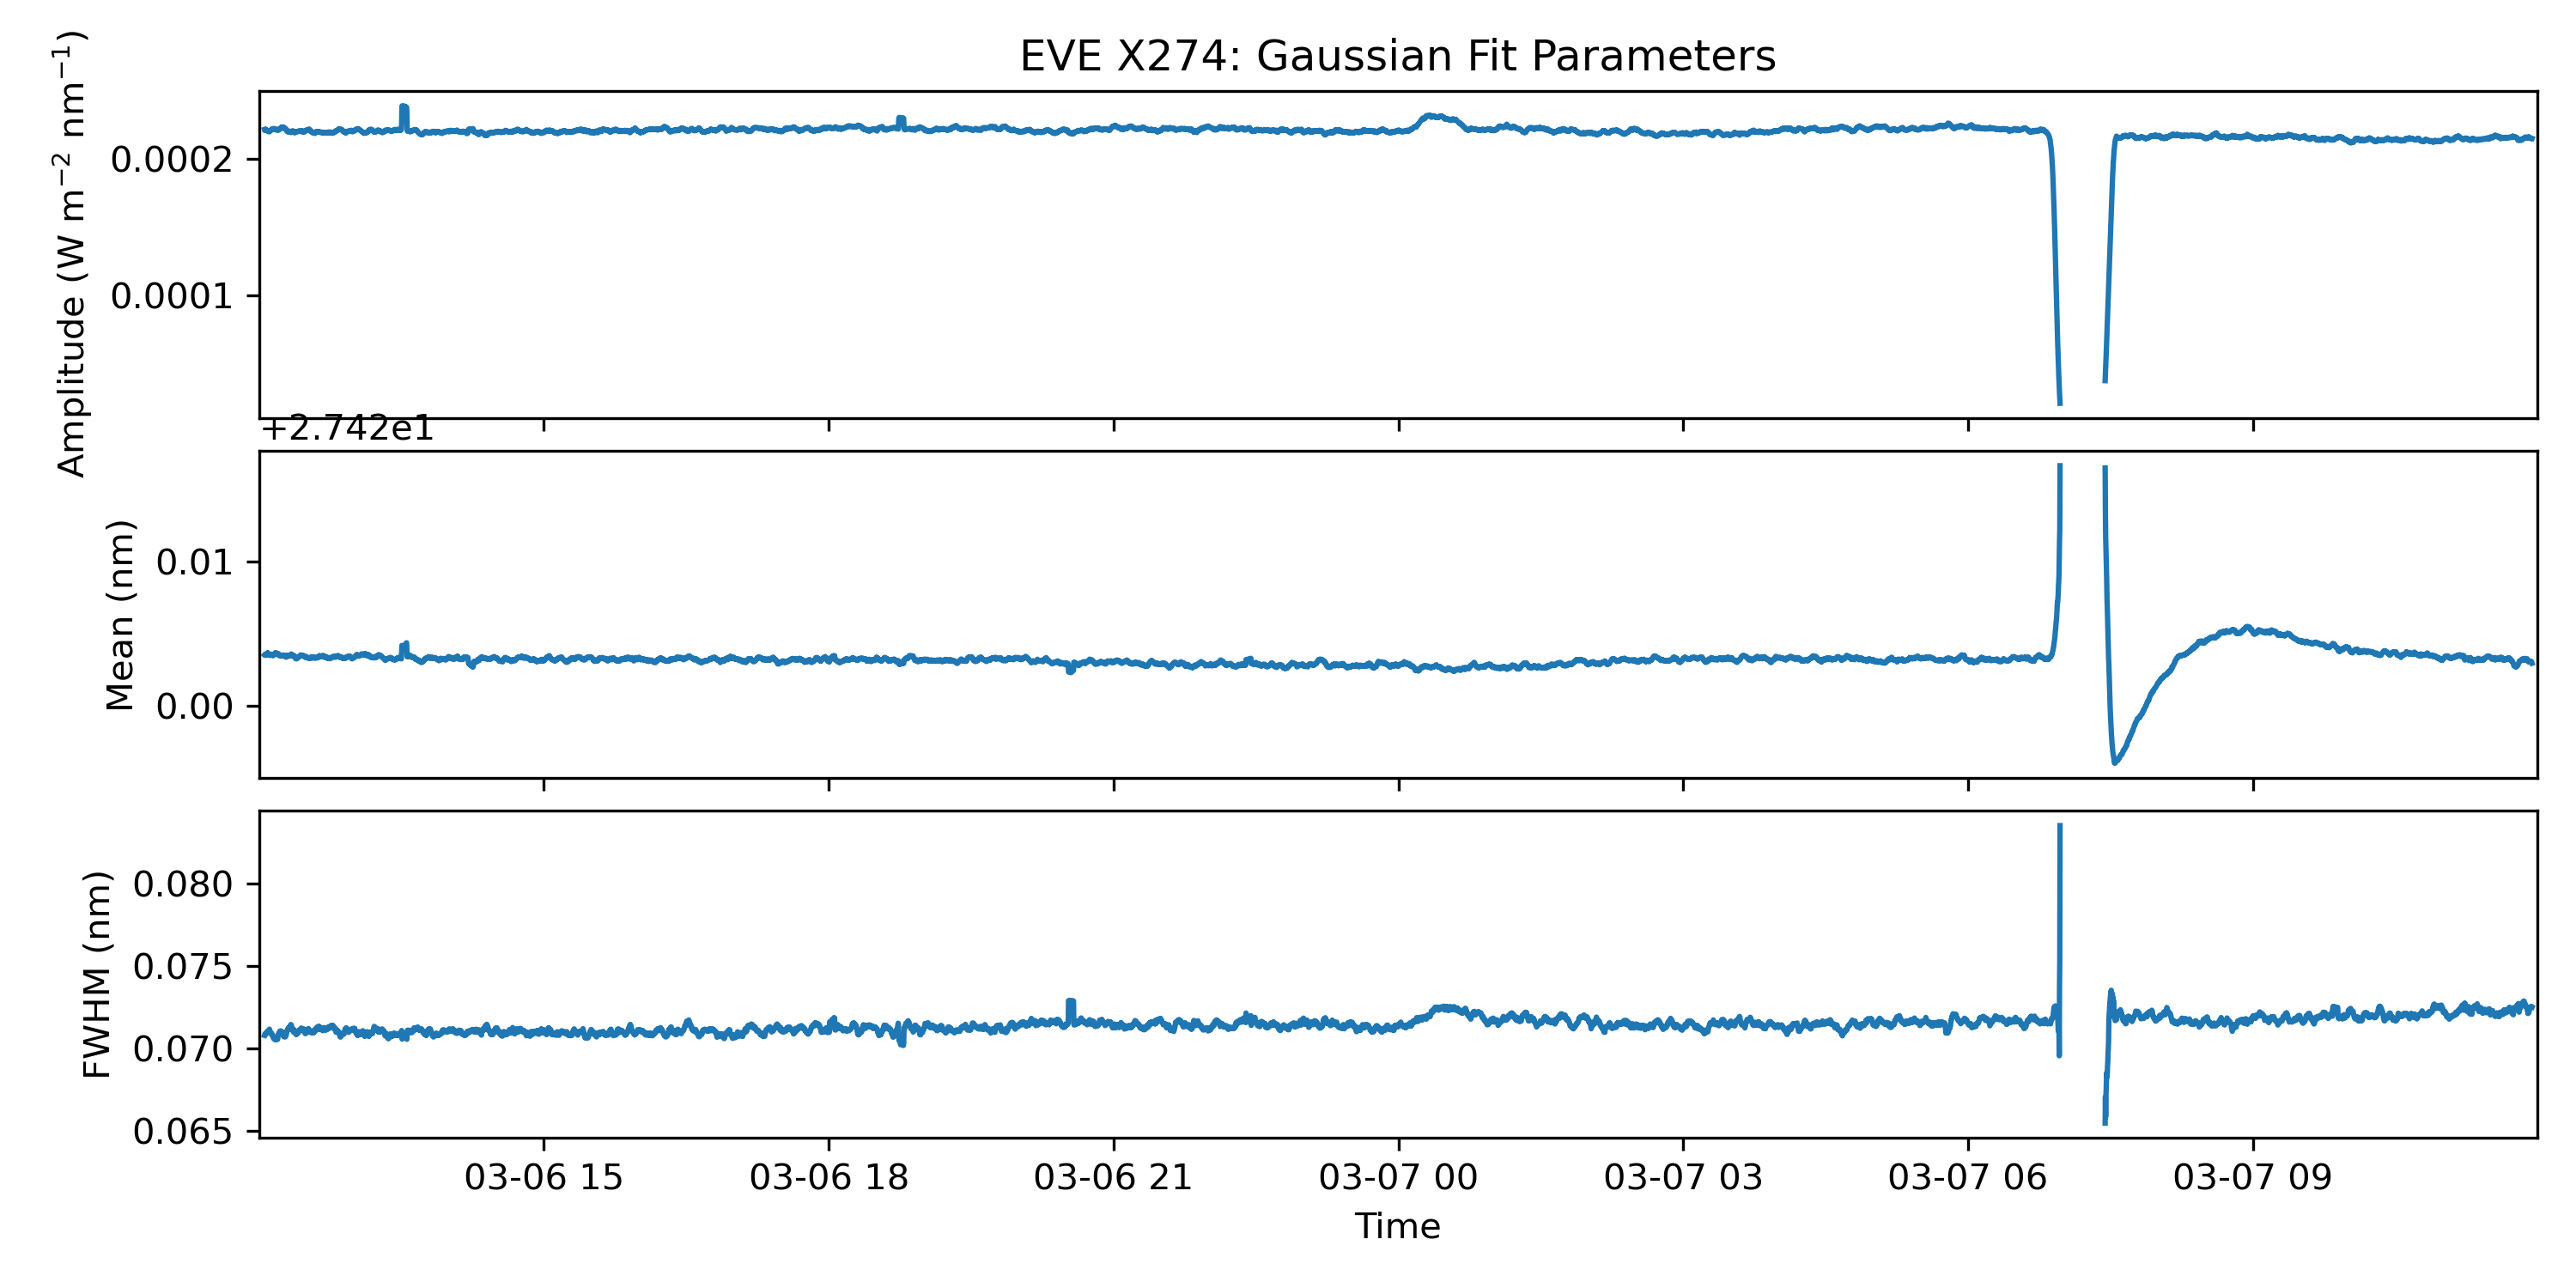 EVE X274: Gaussian Fit Parameters
Amplitude (W m⁻² nm⁻¹)
0.0002
0.0001
+2.742e1
Mean (nm)
0.01
0.00
FWHM (nm)
0.080
0.075
0.070
0.065
03-06 15 03-06 18 03-06 21 03-07 00 03-07 03 03-07 06 03-07 09
Time